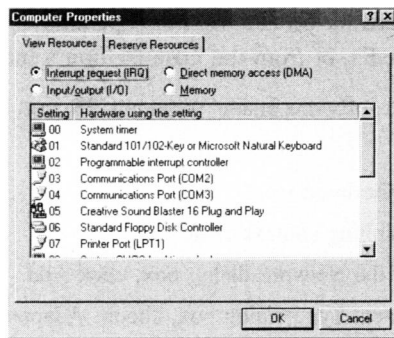 Computer Properties
View Resources Reserve Resources
Interrupt request (IRQ) Direct memory access (DMA)
Input/output (I/O) Memory
Setting Hardware using the setting
00 System timer
01 Standard 101/102-Key or Microsoft Natural Keyboard
02 Programmable interrupt controller
03 Communications Port (COM2)
04 Communications Port (COM3)
05 Creative Sound Blaster 16 Plug and Play
06 Standard Floppy Disk Controller
07 Printer Port (LPT1)
OK Cancel